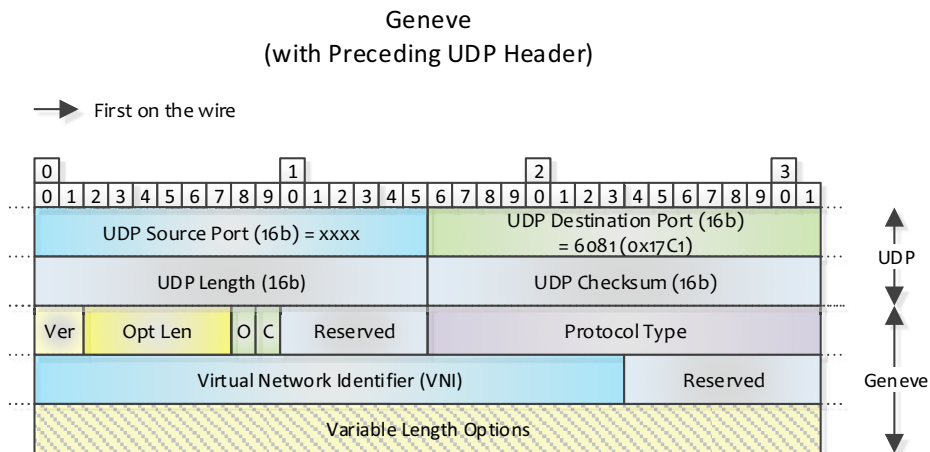 Geneve
(with Preceding UDP Header)
First on the wire
0 1 2 3
0 1 2 3 4 5 6 7 8 9 0 1 2 3 4 5 6 7 8 9 0 1 2 3 4 5 6 7 8 9 0 1
UDP Source Port (16b) = xxxx
UDP Destination Port (16b)
= 6081 (0x17C1)
UDP
UDP Length (16b)
UDP Checksum (16b)
Ver
Opt Len
O
C
Reserved
Protocol Type
Virtual Network Identifier (VNI)
Reserved
Geneve
Variable Length Options